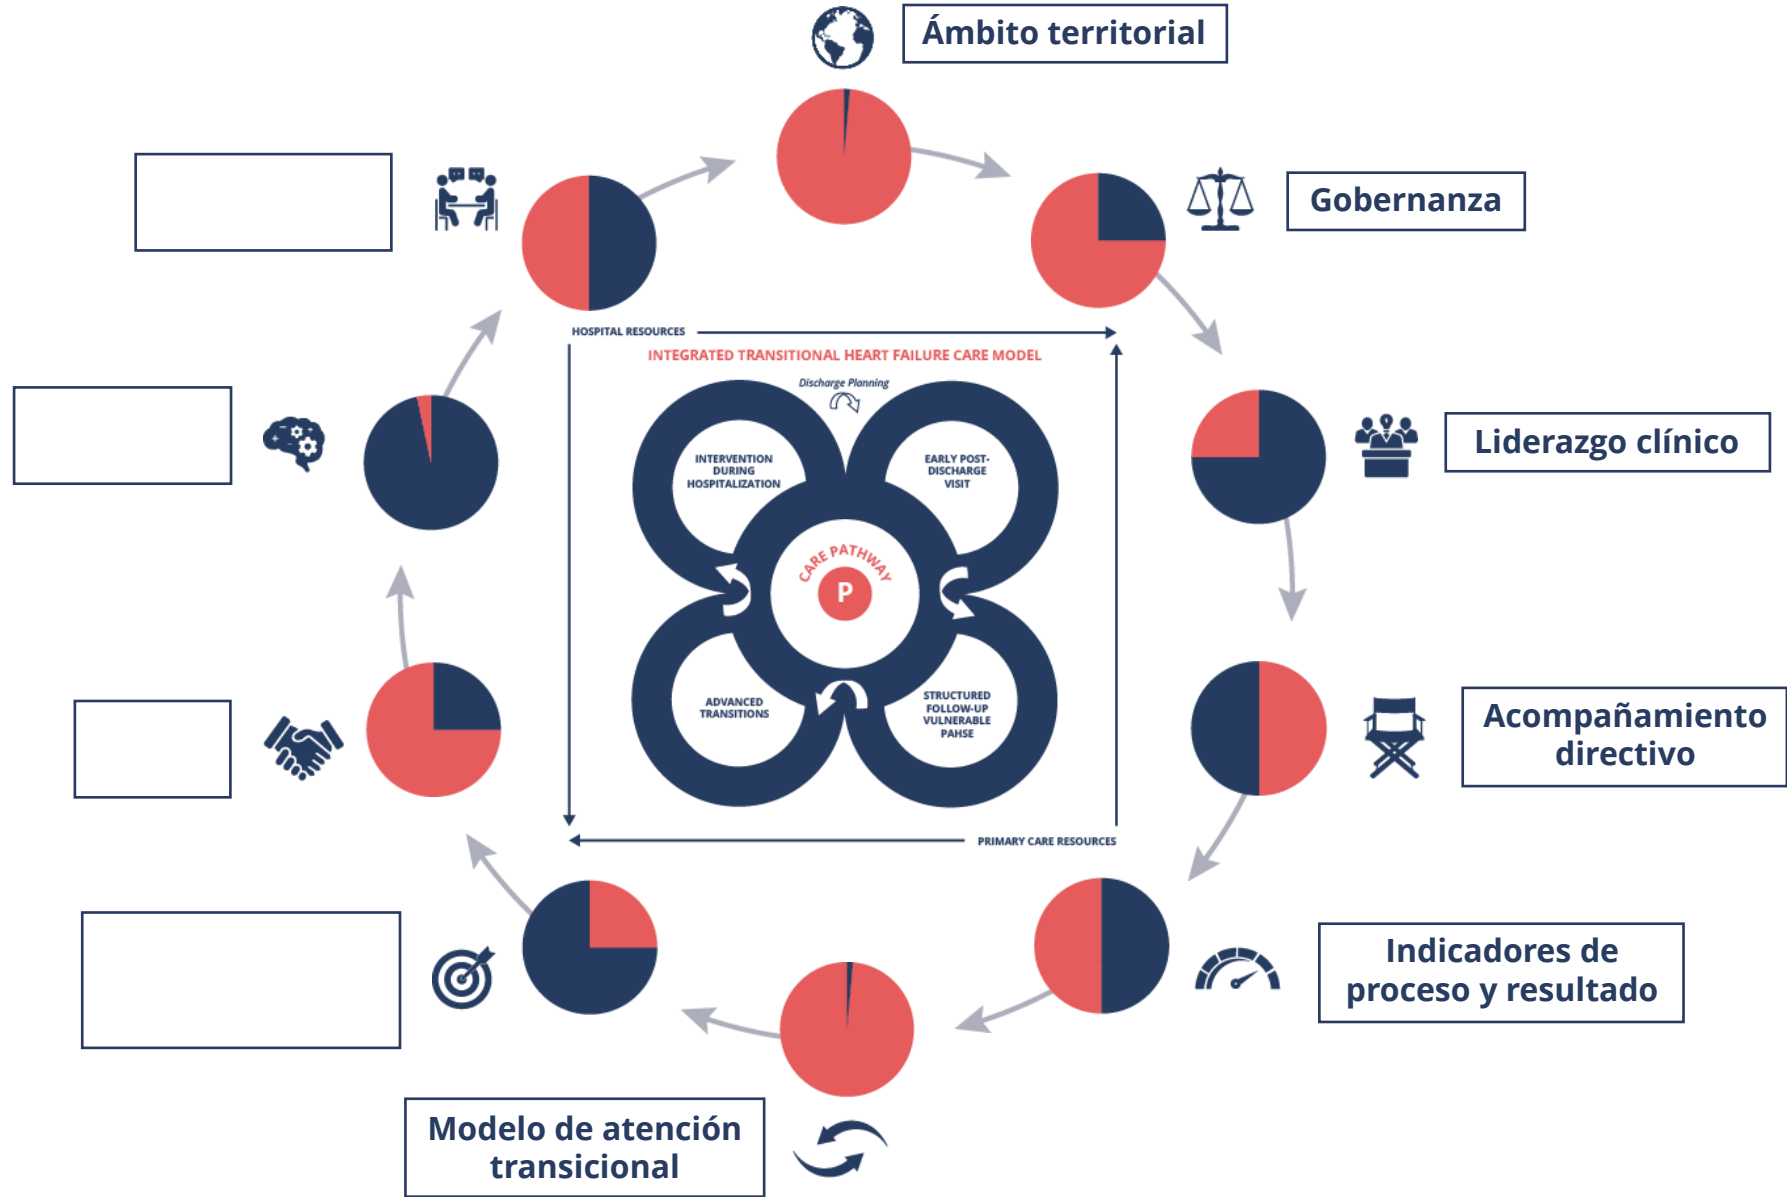 Ámbito territorial
Gobernanza
HOSPITAL RESOURCES
INTEGRATED TRANSITIONAL HEART FAILURE CARE MODEL
Discharge Planning
INTERVENTION
DURING
HOSPITALIZATION
EARLY POST-
DISCHARGE
VISIT
Liderazgo clínico
CARE PATHWAY
P
ADVANCED
TRANSITIONS
STRUCTURED
FOLLOW-UP
VULNERABLE
PAHSE
Acompañamiento
directivo
PRIMARY CARE RESOURCES
Indicadores de
proceso y resultado
Modelo de atención
transicional